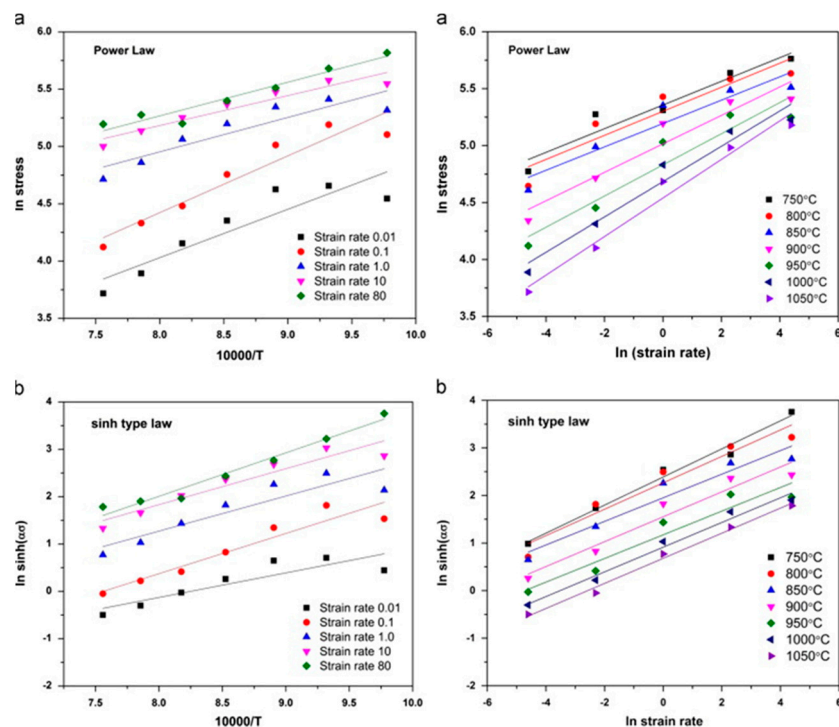 a
Power Law
6.0
5.5
5.0
4.5
4.0
3.5
ln stress
Strain rate 0.01
Strain rate 0.1
Strain rate 1.0
Strain rate 10
Strain rate 80
7.5 8.0 8.5 9.0 9.5 10.0
10000/T
a
Power Law
6.0
5.5
5.0
4.5
4.0
3.5
3.0
ln stress
750°C
800°C
850°C
900°C
950°C
1000°C
1050°C
-6 -4 -2 0 2 4 6
ln (strain rate)
b
sinh type law
4
3
2
1
0
-1
-2
ln sinh(ασ)
Strain rate 0.01
Strain rate 0.1
Strain rate 1.0
Strain rate 10
Strain rate 80
7.5 8.0 8.5 9.0 9.5 10.0
10000/T
b
sinh type law
4
3
2
1
0
-1
-2
ln sinh(ασ)
750°C
800°C
850°C
900°C
950°C
1000°C
1050°C
-6 -4 -2 0 2 4 6
ln strain rate